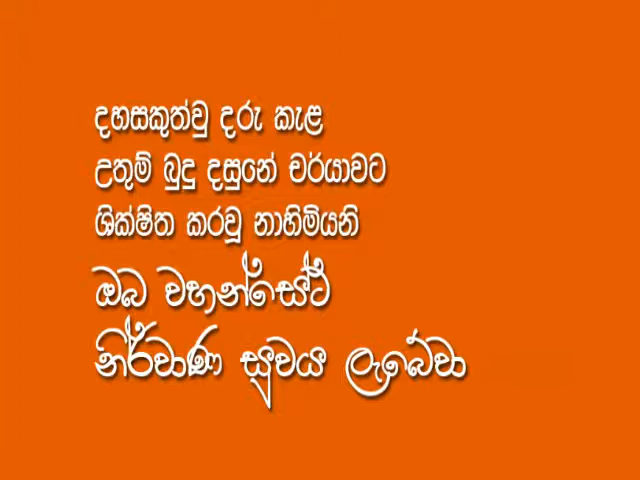 දහසකුත්වු දරු කැළ
උතුම් බුදු දසුනේ චර්යාවට
ශික්ෂිත කරවූ නාහිමියනි
ඔබ වහන්සේට
නිර්වාණ සුවය ලැබේවා